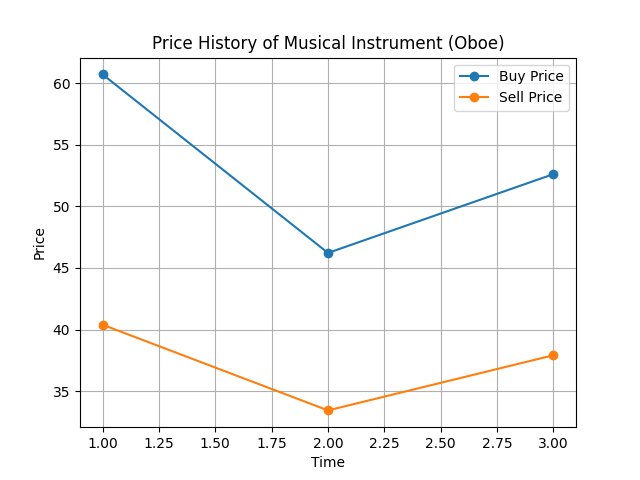 Price History of Musical Instrument (Oboe)
Buy Price
Sell Price
Price
60
55
50
45
40
35
1.00 1.25 1.50 1.75 2.00 2.25 2.50 2.75 3.00
Time